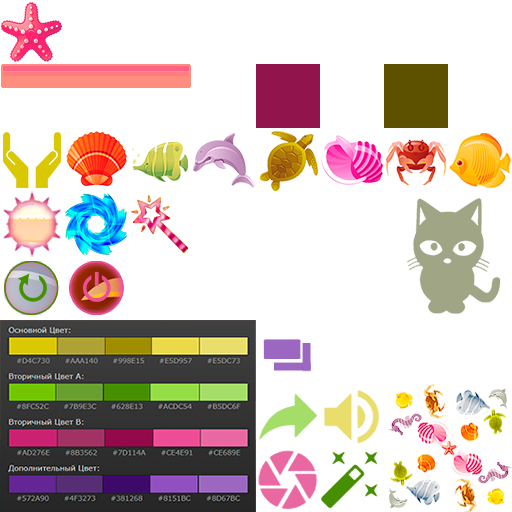 Основной Цвет:
#D4C730 #AAA140 #998E15 #E5D957 #E5DC73
Вторичный Цвет A:
#8FC52C #7B9E3C #628E13 #ACDC54 #B5DC6F
Вторичный Цвет B:
#AD276E #8B3562 #7D114A #CE4E91 #CE689E
Дополнительный Цвет:
#572A90 #4F3273 #381268 #8151BC #8D67BC